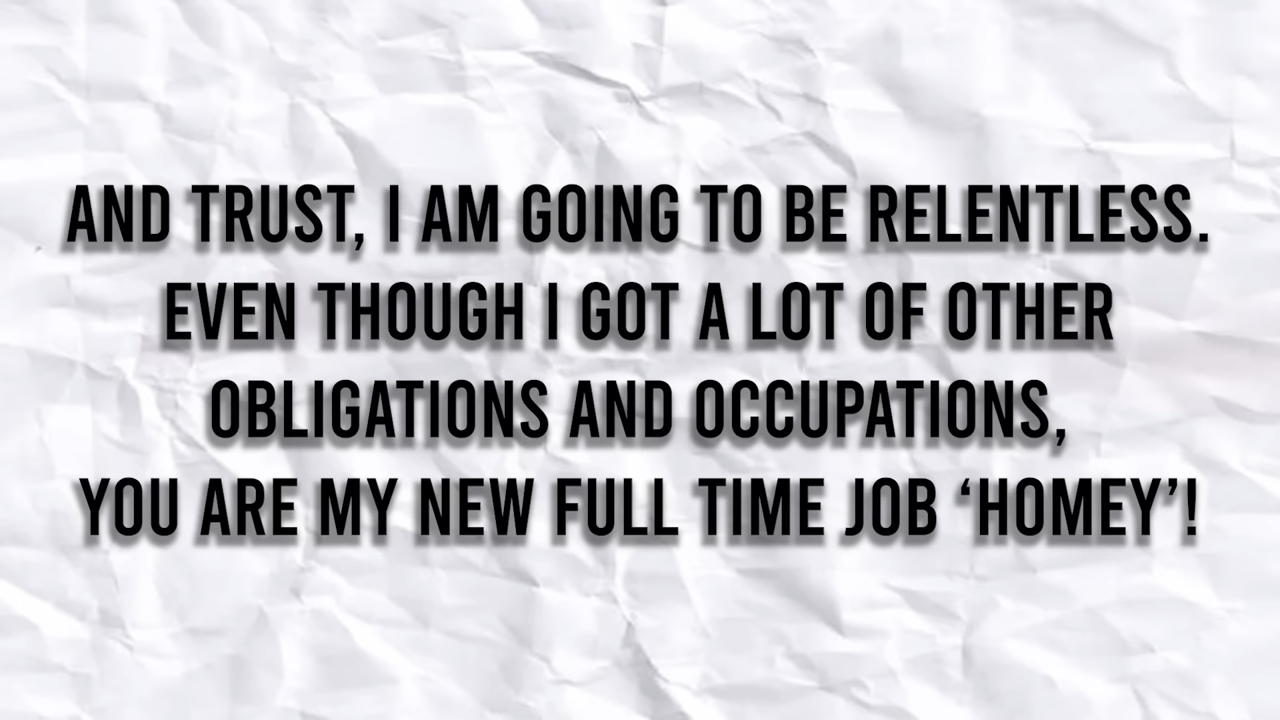 AND TRUST, I AM GOING TO BE RELENTLESS.
EVEN THOUGH I GOT A LOT OF OTHER
OBLIGATIONS AND OCCUPATIONS,
YOU ARE MY NEW FULL TIME JOB ‘HOMEY’!